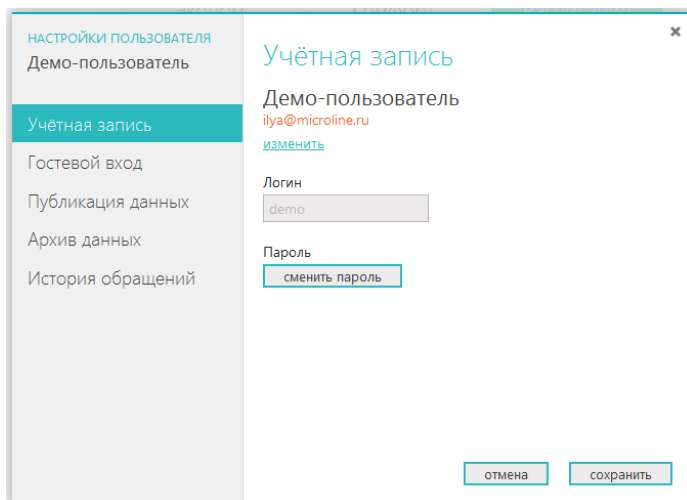 НАСТРОЙКИ ПОЛЬЗОВАТЕЛЯ
Демо-пользователь
Учётная запись
Гостевой вход
Публикация данных
Архив данных
История обращений
Учётная запись
Демо-пользователь
ilya@microline.ru
изменить
Логин
demo
Пароль
сменить пароль
отмена
сохранить